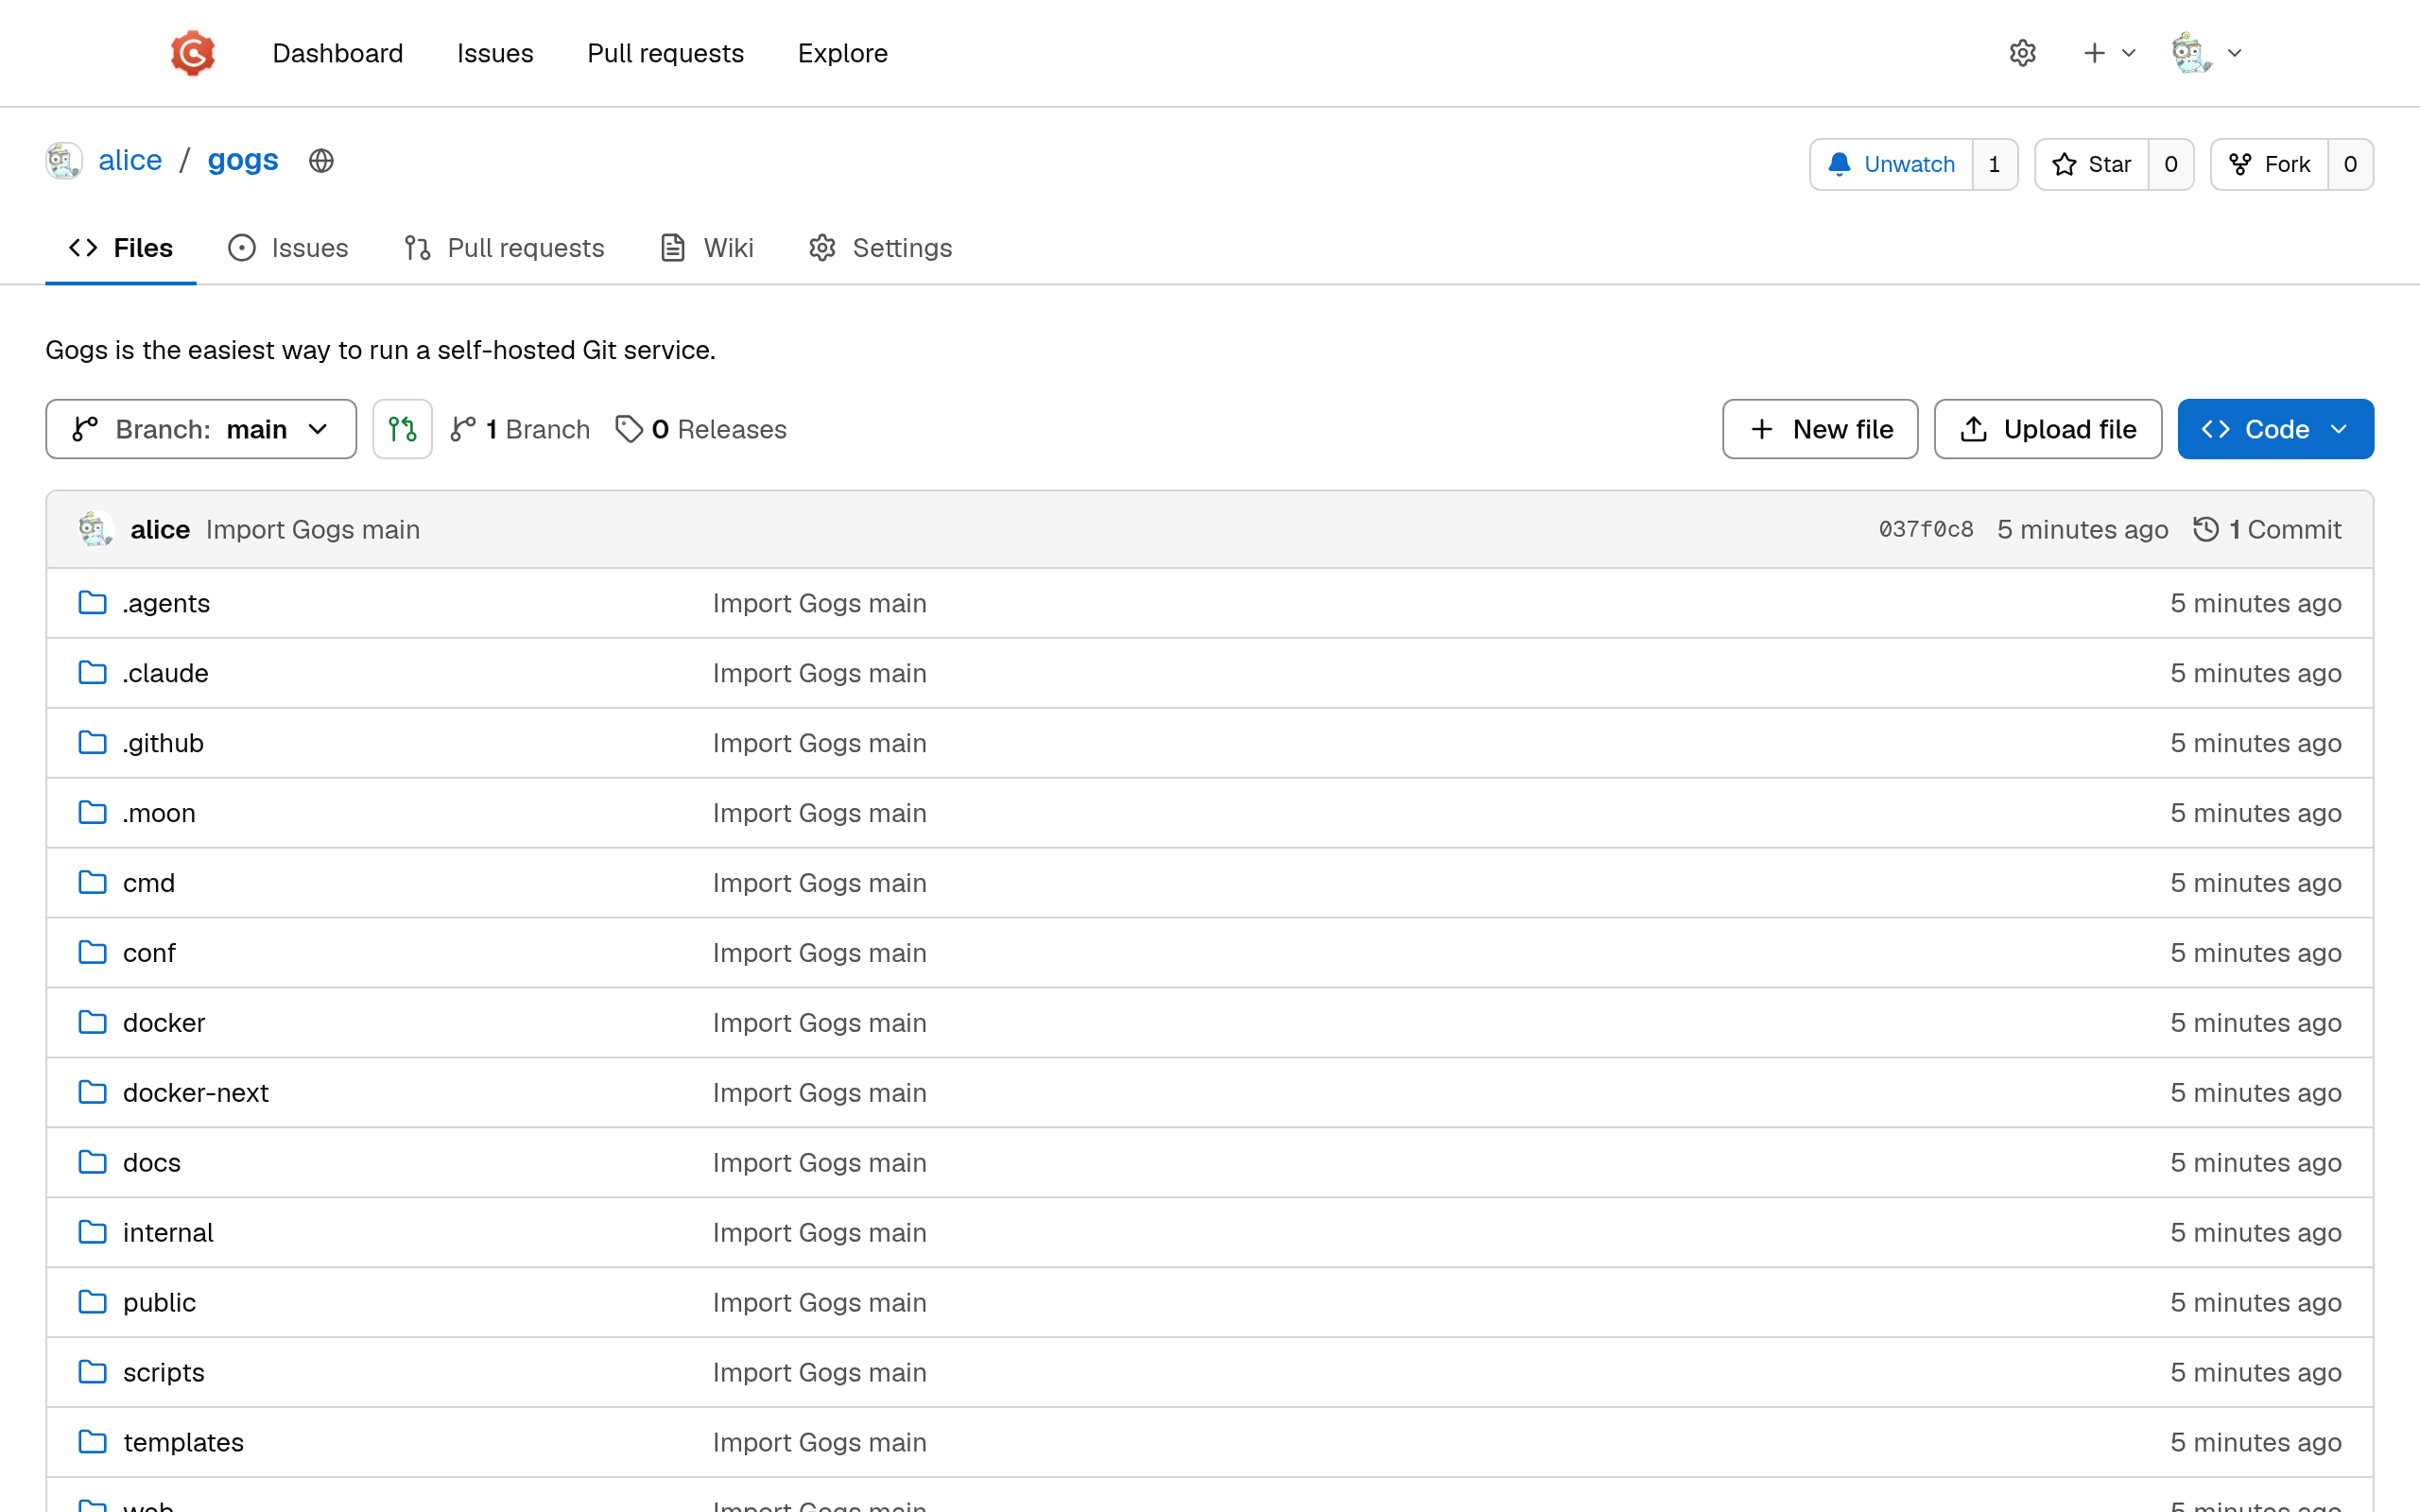 Dashboard Issues Pull requests Explore
alice / gogs
Unwatch 1 Star 0 Fork 0
Files Issues Pull requests Wiki Settings
Gogs is the easiest way to run a self-hosted Git service.
Branch: main 1 Branch 0 Releases New file Upload file Code
alice Import Gogs main 037f0c8 5 minutes ago 1 Commit
.agents Import Gogs main 5 minutes ago
.claude Import Gogs main 5 minutes ago
.github Import Gogs main 5 minutes ago
.moon Import Gogs main 5 minutes ago
cmd Import Gogs main 5 minutes ago
conf Import Gogs main 5 minutes ago
docker Import Gogs main 5 minutes ago
docker-next Import Gogs main 5 minutes ago
docs Import Gogs main 5 minutes ago
internal Import Gogs main 5 minutes ago
public Import Gogs main 5 minutes ago
scripts Import Gogs main 5 minutes ago
templates Import Gogs main 5 minutes ago
web Import Gogs main 5 minutes ago